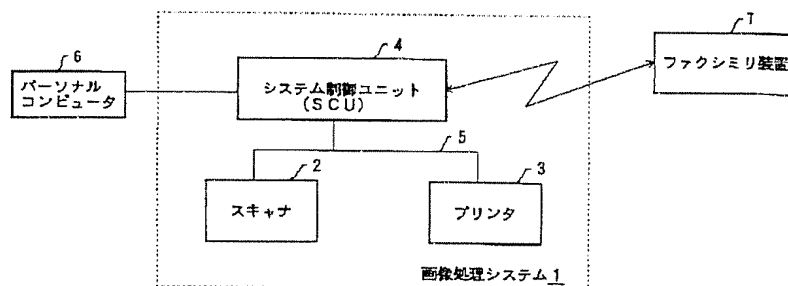 6
パーソナル
コンピュータ
4
システム制御ユニット
(SCU)
7
ファクシミリ装置
5
2
スキャナ
3
プリンタ
画像処理システム 1